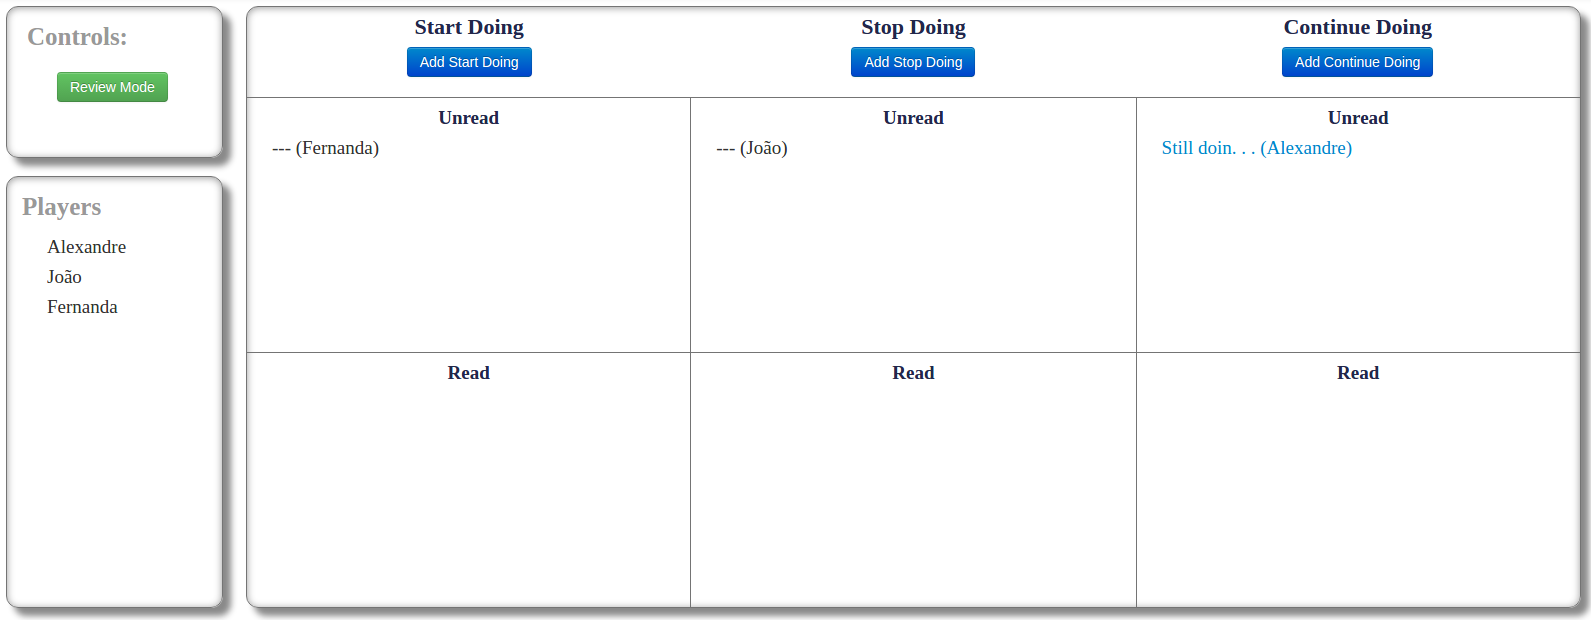 Controls:
Review Mode
Players
Alexandre
João
Fernanda
Start Doing
Add Start Doing
Stop Doing
Add Stop Doing
Continue Doing
Add Continue Doing
Unread
--- (Fernanda)
Unread
--- (João)
Unread
Still doin. . . (Alexandre)
Read
Read
Read